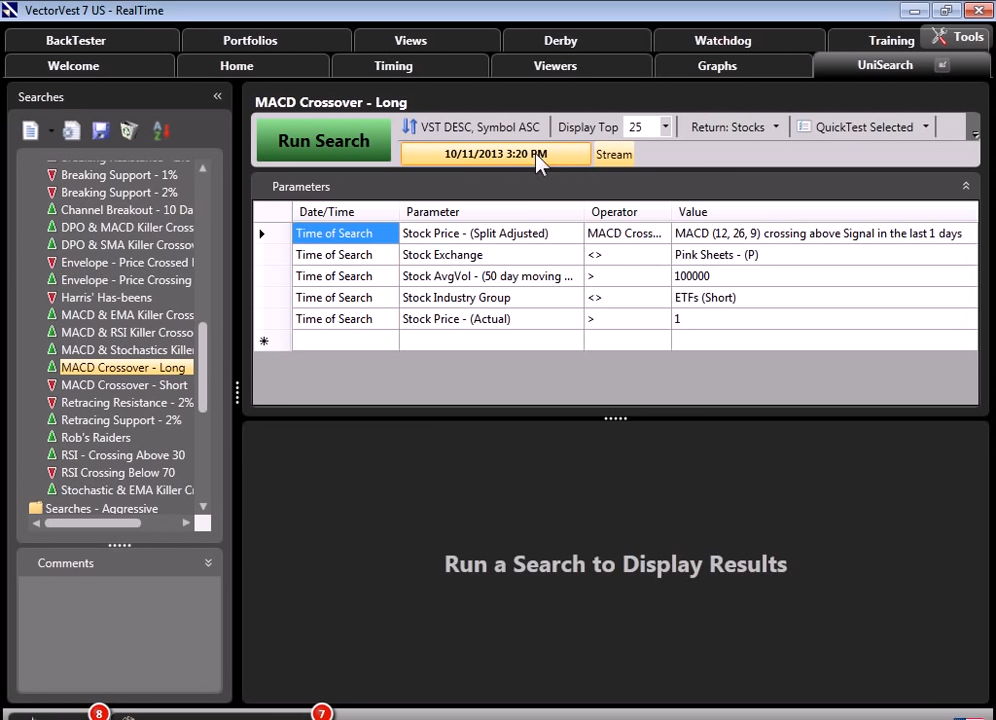 VectorVest 7 US - RealTime
BackTester Portfolios Views Derby Watchdog Training Tools
Welcome Home Timing Viewers Graphs UniSearch
Searches
MACD Crossover - Long
Run Search
VST DESC, Symbol ASC Display Top 25 Return: Stocks QuickTest Selected
10/11/2013 3:20 PM Stream
Parameters
Date/Time Parameter Operator Value
Time of Search Stock Price - (Split Adjusted) MACD Cross... MACD (12, 26, 9) crossing above Signal in the last 1 days
Time of Search Stock Exchange <> Pink Sheets - (P)
Time of Search Stock AvgVol - (50 day moving ... > 100000
Time of Search Stock Industry Group <> ETFs (Short)
Time of Search Stock Price - (Actual) > 1
Breaking Support - 1%
Breaking Support - 2%
Channel Breakout - 10 Da
DPO & MACD Killer Cross
DPO & SMA Killer Crossov
Envelope - Price Crossed
Envelope - Price Crossing
Harris' Has-beens
MACD & EMA Killer Cross
MACD & RSI Killer Crosso
MACD & Stochastics Killer
MACD Crossover - Long
MACD Crossover - Short
Retracing Resistance - 2%
Retracing Support - 2%
Rob's Raiders
RSI - Crossing Above 30
RSI Crossing Below 70
Stochastic & EMA Killer C
Searches - Aggressive
Comments
Run a Search to Display Results
8 7